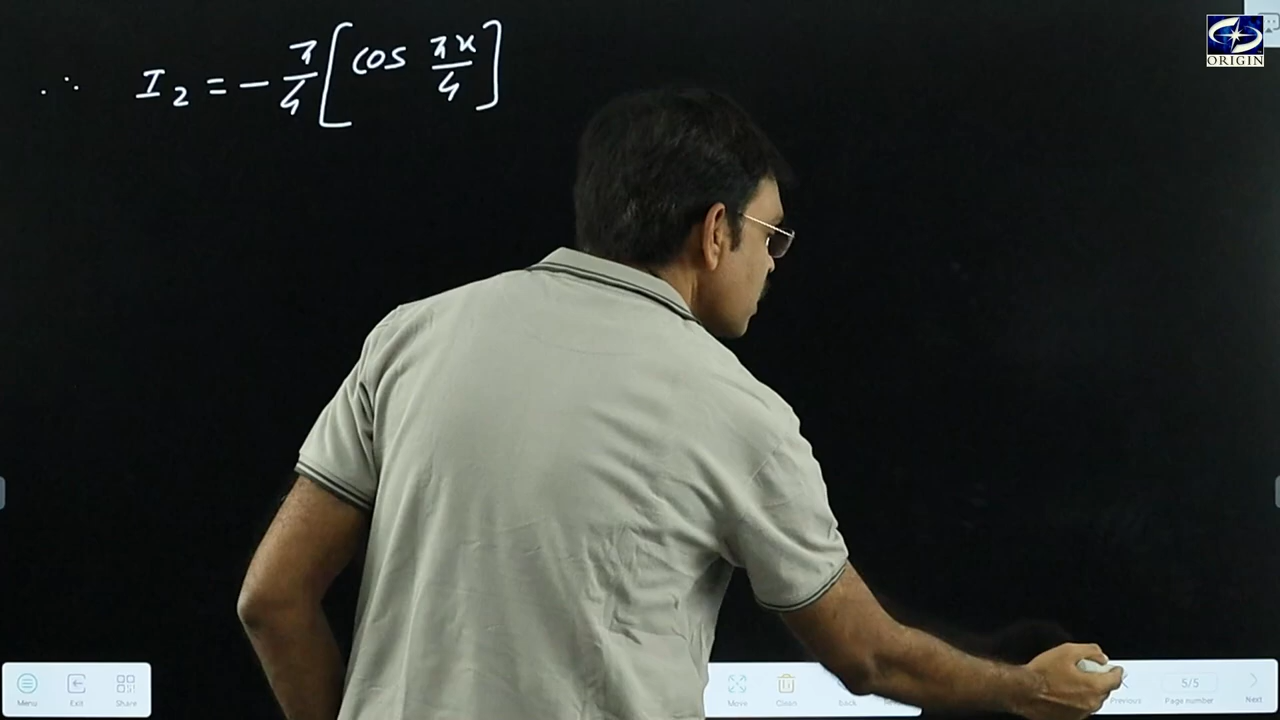 ∴ I₂ = - π/4 [ cos πx/4 ]
ORIGIN
Menu Exit Share Move Clean back Previous 5/5 Page number Next